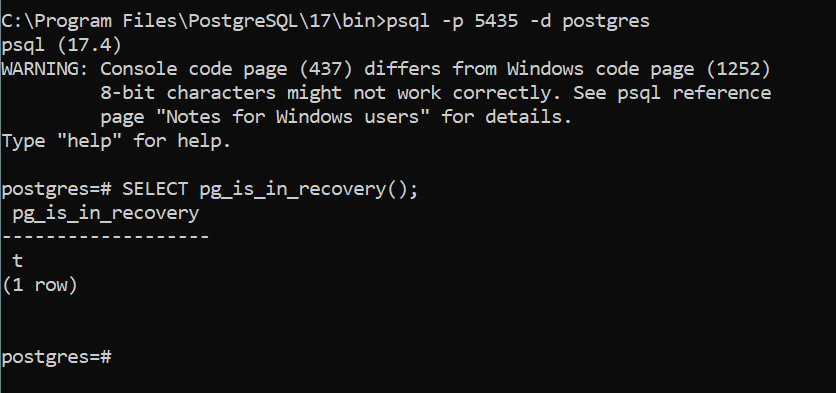 C:\Program Files\PostgreSQL\17\bin>psql -p 5435 -d postgres
psql (17.4)
WARNING: Console code page (437) differs from Windows code page (1252)
         8-bit characters might not work correctly. See psql reference
         page "Notes for Windows users" for details.
Type "help" for help.

postgres=# SELECT pg_is_in_recovery();
 pg_is_in_recovery
-------------------
 t
(1 row)


postgres=#